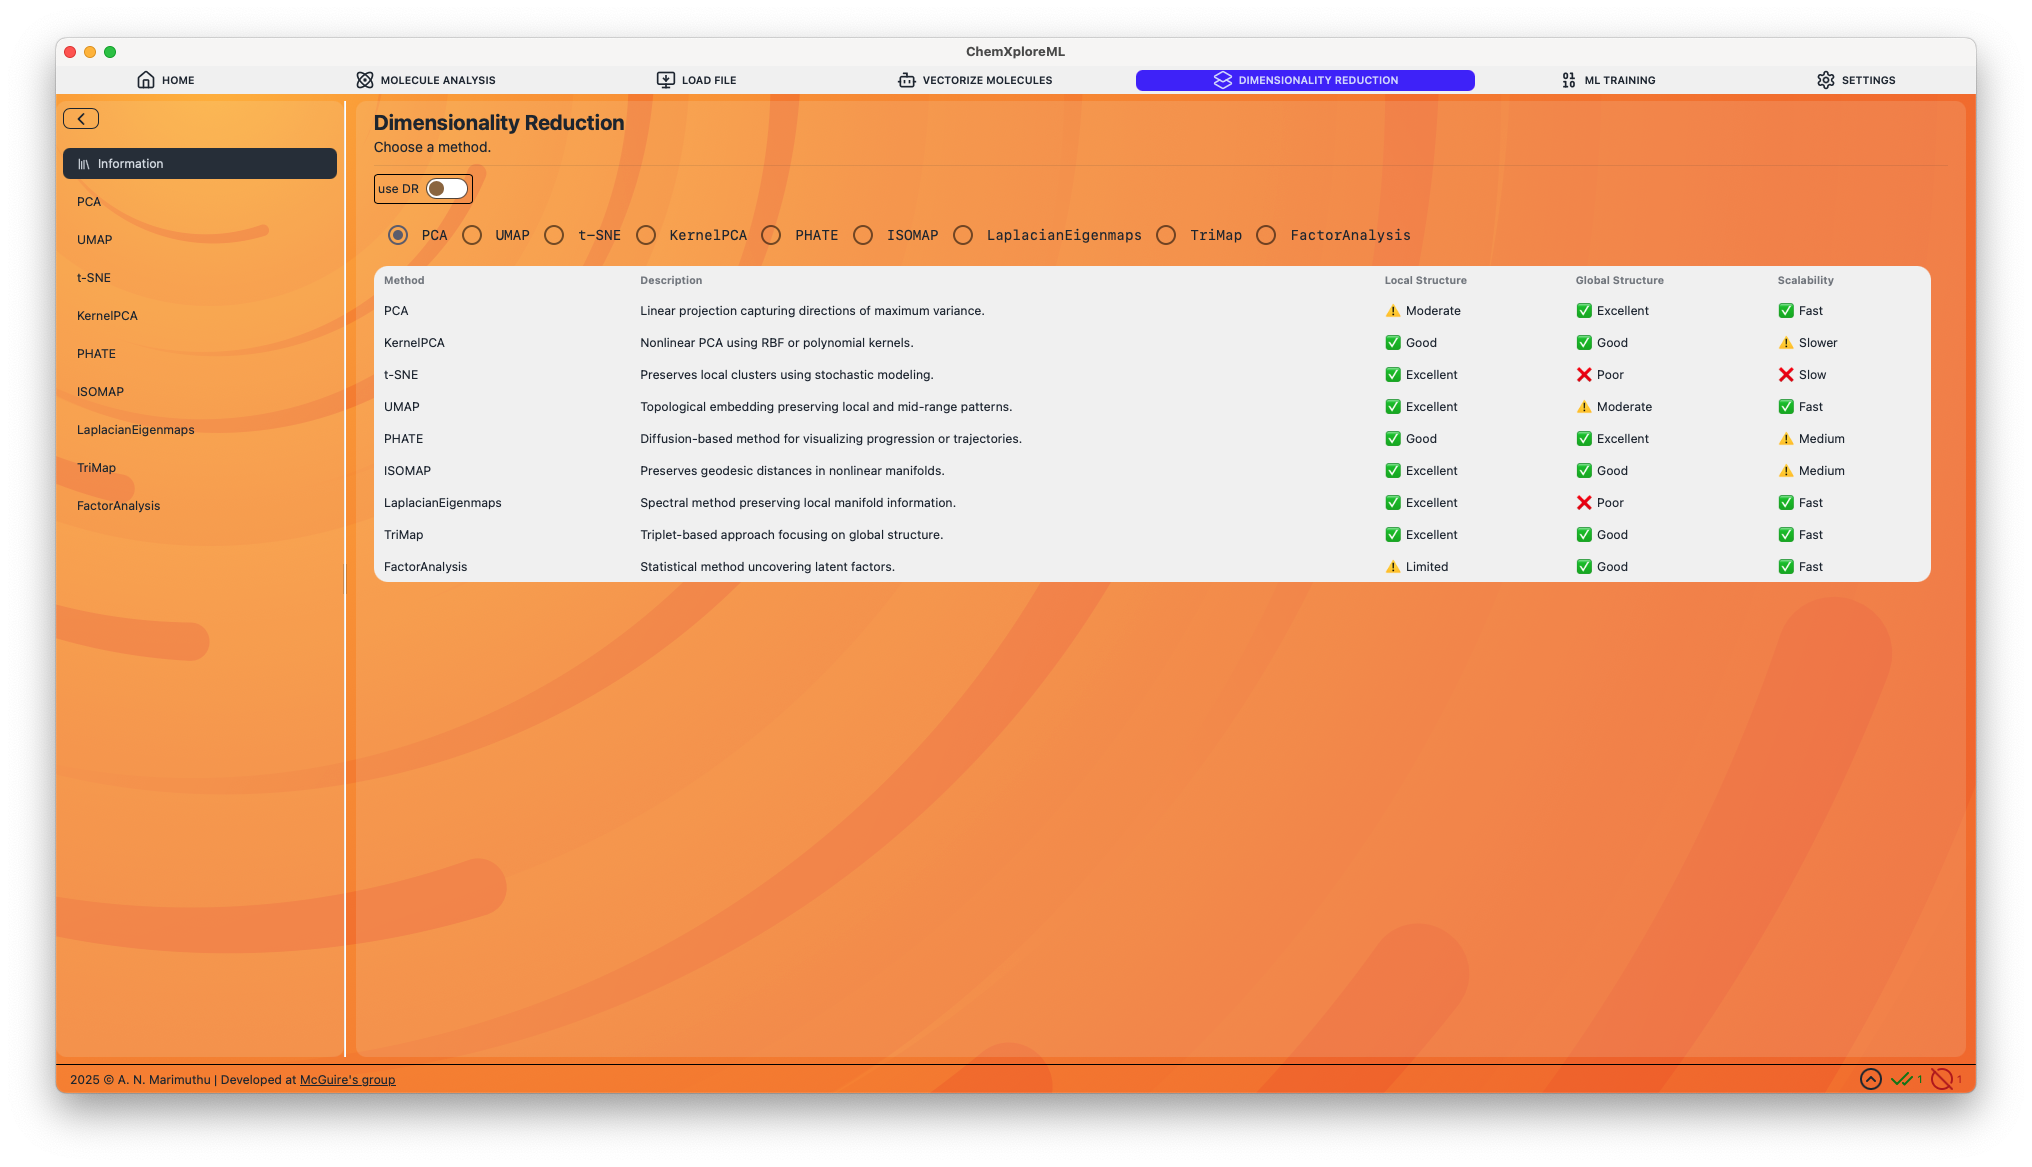 ChemXploreML
HOME MOLECULE ANALYSIS LOAD FILE VECTORIZE MOLECULES DIMENSIONALITY REDUCTION ML TRAINING SETTINGS
Information
PCA
UMAP
t-SNE
KernelPCA
PHATE
ISOMAP
LaplacianEigenmaps
TriMap
FactorAnalysis
Dimensionality Reduction
Choose a method.
use DR
PCA UMAP t-SNE KernelPCA PHATE ISOMAP LaplacianEigenmaps TriMap FactorAnalysis
Method Description Local Structure Global Structure Scalability
PCA Linear projection capturing directions of maximum variance. ⚠️ Moderate ✅ Excellent ✅ Fast
KernelPCA Nonlinear PCA using RBF or polynomial kernels. ✅ Good ✅ Good ⚠️ Slower
t-SNE Preserves local clusters using stochastic modeling. ✅ Excellent ❌ Poor ❌ Slow
UMAP Topological embedding preserving local and mid-range patterns. ✅ Excellent ⚠️ Moderate ✅ Fast
PHATE Diffusion-based method for visualizing progression or trajectories. ✅ Good ✅ Excellent ⚠️ Medium
ISOMAP Preserves geodesic distances in nonlinear manifolds. ✅ Excellent ✅ Good ⚠️ Medium
LaplacianEigenmaps Spectral method preserving local manifold information. ✅ Excellent ❌ Poor ✅ Fast
TriMap Triplet-based approach focusing on global structure. ✅ Excellent ✅ Good ✅ Fast
FactorAnalysis Statistical method uncovering latent factors. ⚠️ Limited ✅ Good ✅ Fast
2025 © A. N. Marimuthu | Developed at McGuire's group
1 1